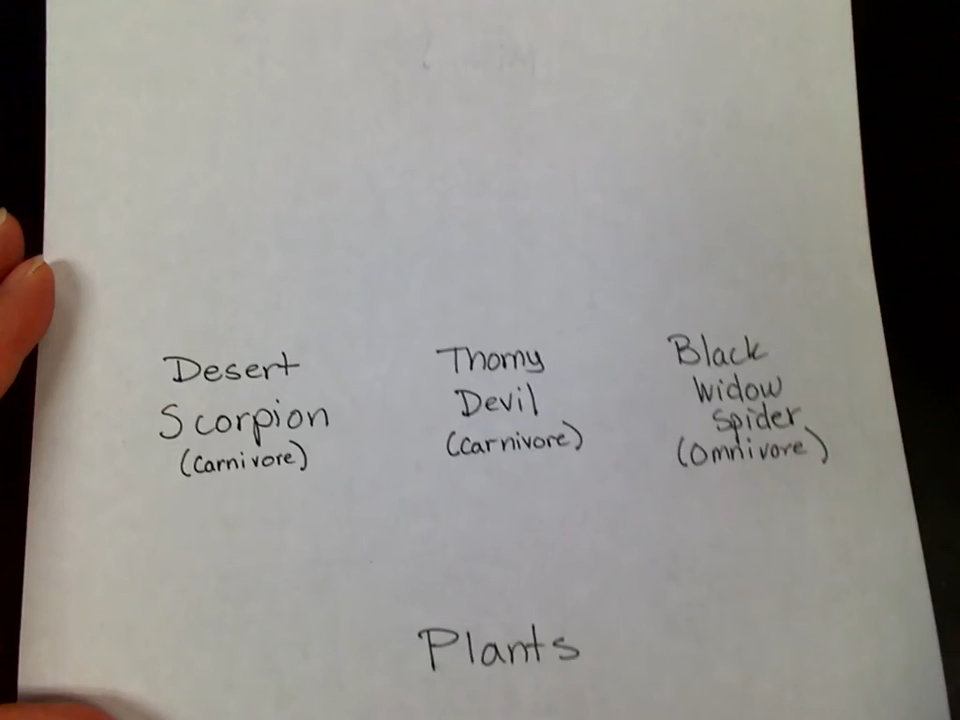 Desert
Scorpion
(Carnivore)
Thorny
Devil
(Carnivore)
Black
Widow
Spider
(Omnivore)
Plants